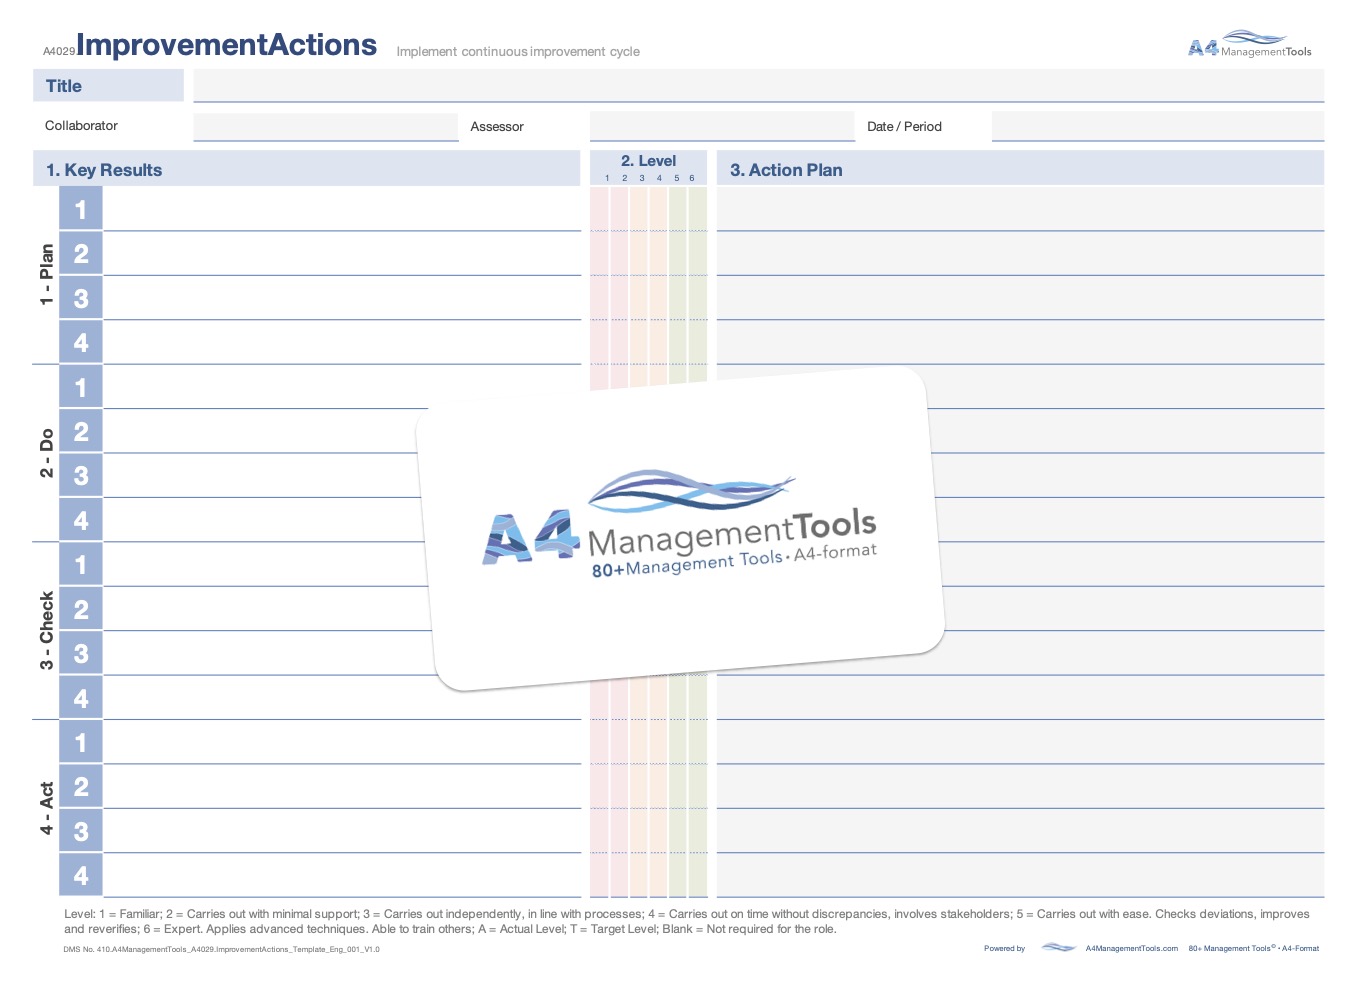 A4029 ImprovementActions Implement continuous improvement cycle
A4 ManagementTools
Title
Collaborator Assessor Date / Period
1. Key Results 2. Level 3. Action Plan
1 2 3 4 5 6
1 - Plan
1
2
3
4
2 - Do
1
2
3
4
3 - Check
1
2
3
4
4 - Act
1
2
3
4
A4 ManagementTools
80+Management Tools • A4-format
Level: 1 = Familiar; 2 = Carries out with minimal support; 3 = Carries out independently, in line with processes; 4 = Carries out on time without discrepancies, involves stakeholders; 5 = Carries out with ease. Checks deviations, improves
and reverifies; 6 = Expert. Applies advanced techniques. Able to train others; A = Actual Level; T = Target Level; Blank = Not required for the role.
DMS No. 410.A4ManagementTools_A4029.ImprovementActions_Template_Eng_001_V1.0
Powered by A4ManagementTools.com 80+ Management Tools© • A4-Format